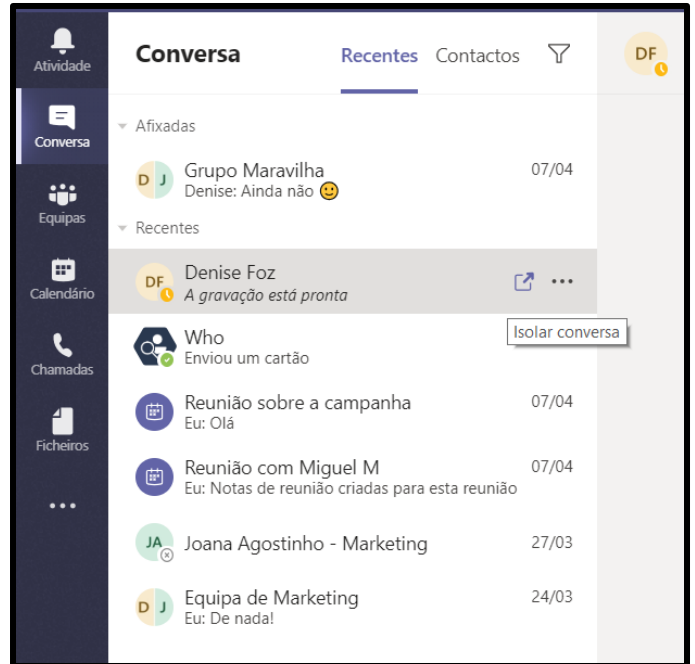 Atividade
Conversa
Equipas
Calendário
Chamadas
Ficheiros
Conversa Recentes Contactos
DF
Afixadas
D J Grupo Maravilha 07/04
Denise: Ainda não 🙂
Recentes
DF Denise Foz
A gravação está pronta
Isolar conversa
Who
Enviou um cartão
Reunião sobre a campanha 07/04
Eu: Olá
Reunião com Miguel M 07/04
Eu: Notas de reunião criadas para esta reunião
JA Joana Agostinho - Marketing 27/03
D J Equipa de Marketing 24/03
Eu: De nada!